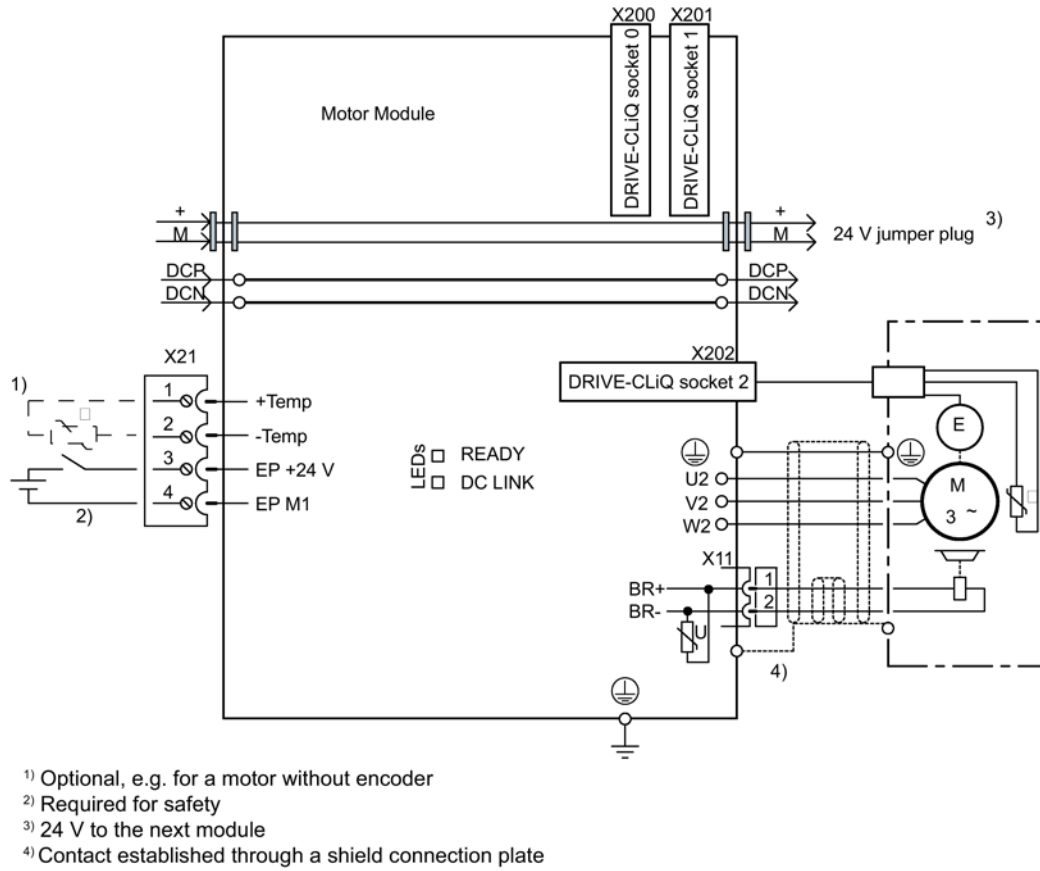 X200 X201
DRIVE-CLiQ socket 0
DRIVE-CLiQ socket 1
Motor Module
+ +
M M 24 V jumper plug 3)
DCP DCP
DCN DCN
X21
X202
DRIVE-CLiQ socket 2
1)
1 +Temp
2 -Temp
3 EP +24 V
4 EP M1
2)
LEDs
READY
DC LINK
E
M
3 ~
U2
V2
W2
X11
BR+ 1
BR- 2
U
4)
1) Optional, e.g. for a motor without encoder
2) Required for safety
3) 24 V to the next module
4) Contact established through a shield connection plate